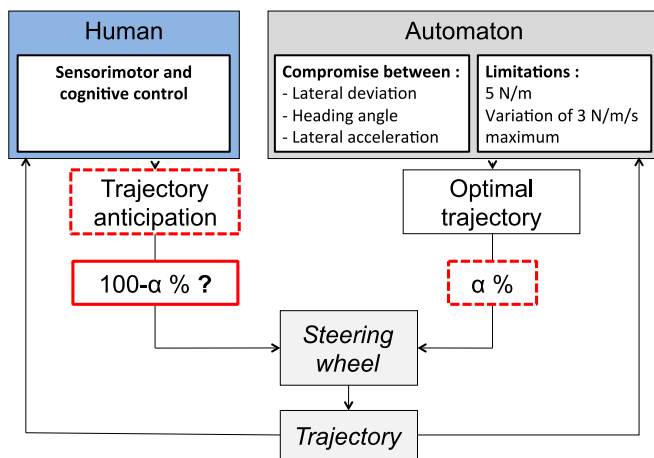 Human
Sensorimotor and
cognitive control
Automaton
Compromise between :
- Lateral deviation
- Heading angle
- Lateral acceleration
Limitations :
5 N/m
Variation of 3 N/m/s
maximum
Trajectory
anticipation
Optimal
trajectory
100-α % ?
α %
Steering
wheel
Trajectory